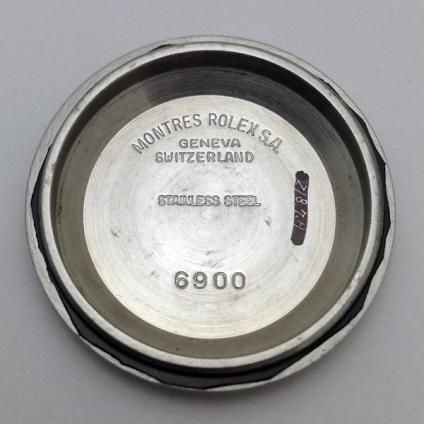 MONTRES ROLEX S.A.
GENEVA
SWITZERLAND
STAINLESS STEEL
6900